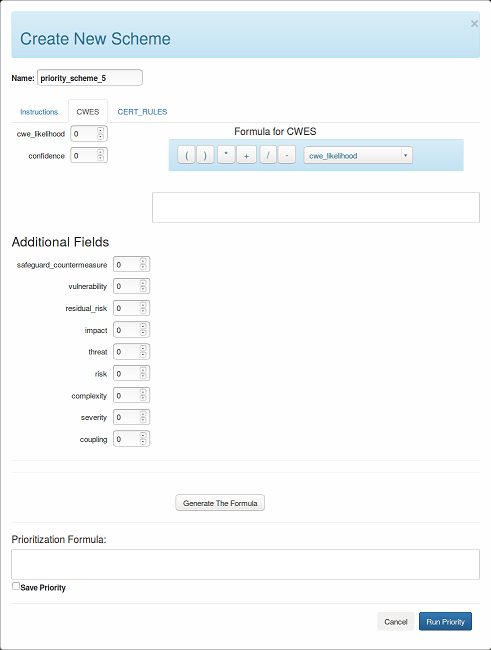 ×
Create New Scheme
Name: priority_scheme_5
Instructions CWES CERT_RULES
cwe_likelihood 0 Formula for CWES
confidence 0 ( ) * + / - cwe_likelihood
Additional Fields
safeguard_countermeasure 0
vulnerability 0
residual_risk 0
impact 0
threat 0
risk 0
complexity 0
severity 0
coupling 0
Generate The Formula
Prioritization Formula:
Save Priority
Cancel Run Priority